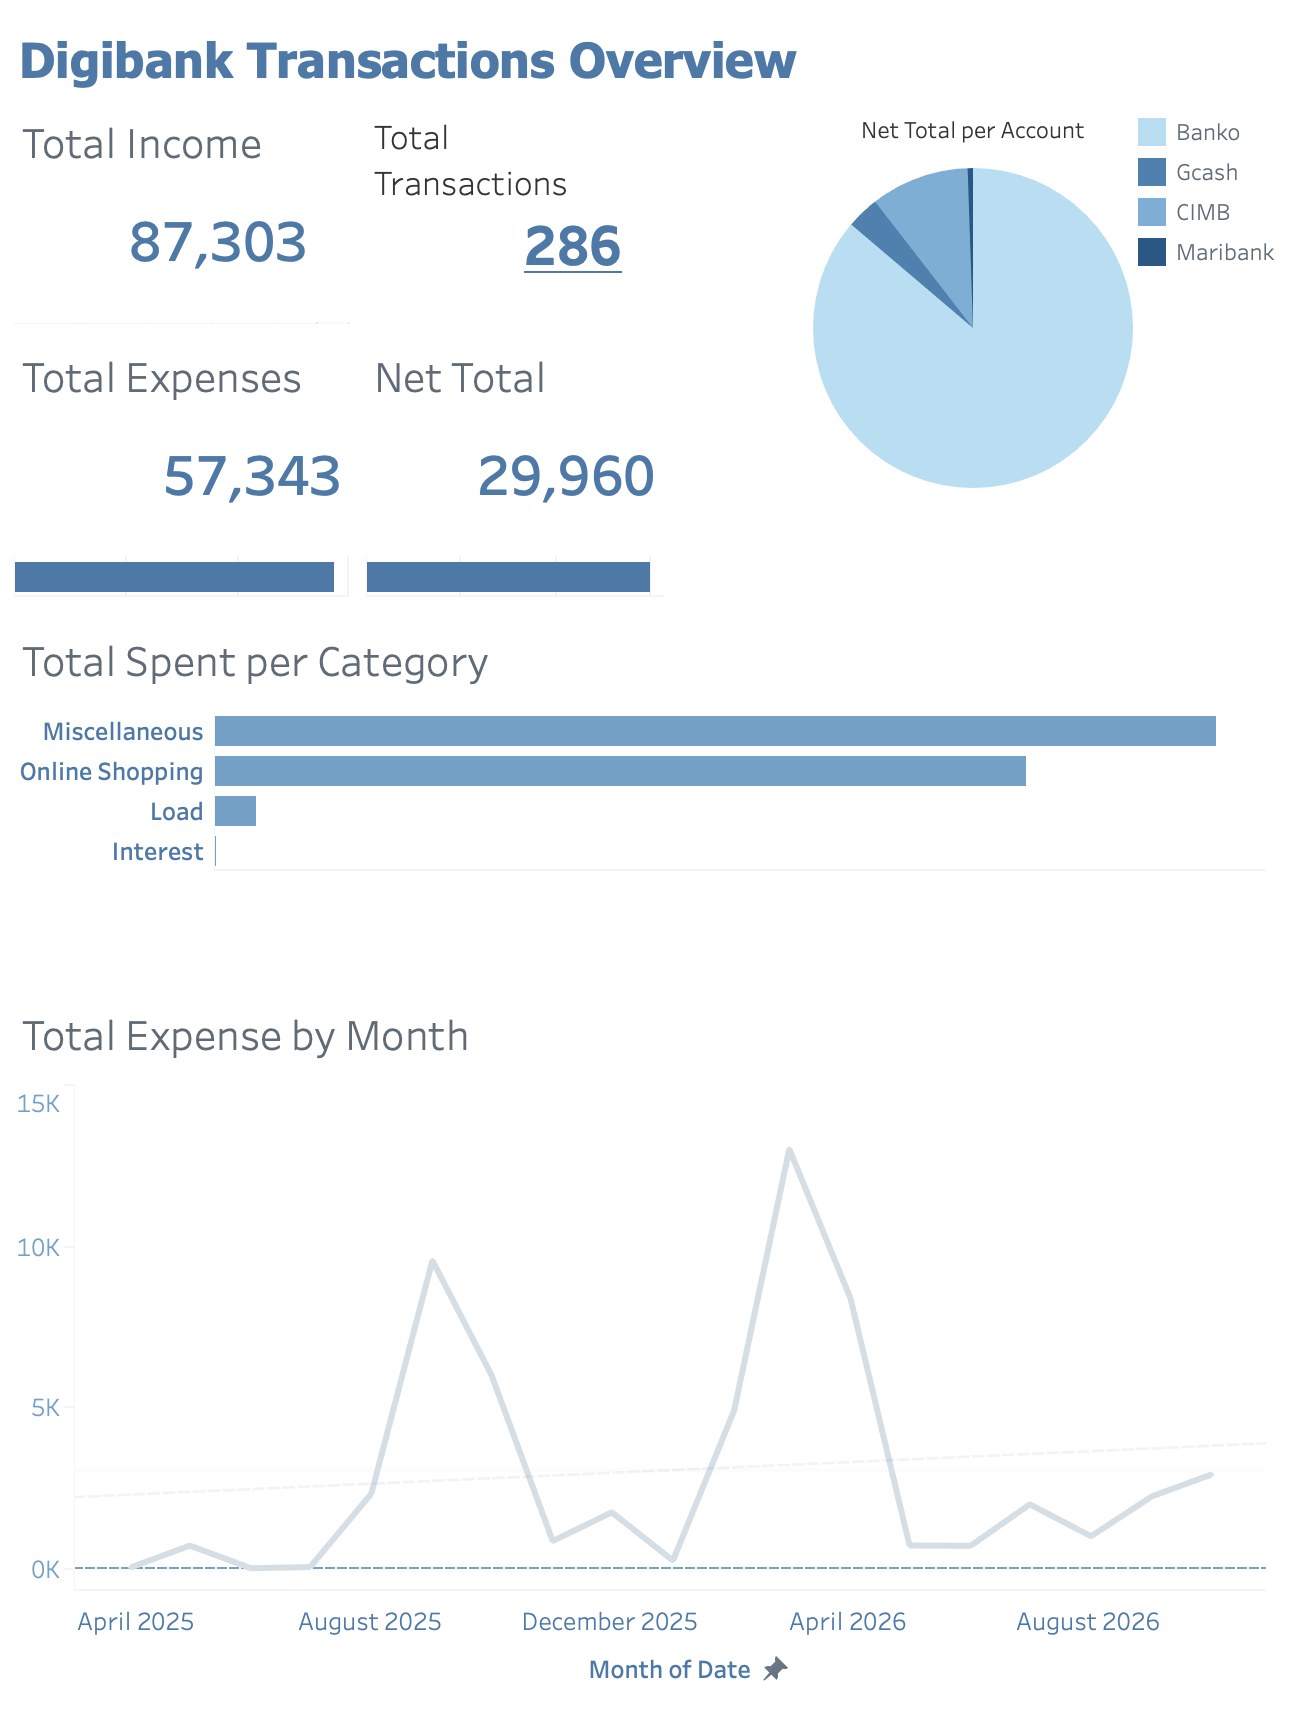 Digibank Transactions Overview
Total Income
87,303
Total
Transactions
286
Net Total per Account
Banko
Gcash
CIMB
Maribank
Total Expenses
57,343
Net Total
29,960
Total Spent per Category
Miscellaneous
Online Shopping
Load
Interest
Total Expense by Month
15K
10K
5K
0K
April 2025
August 2025
December 2025
April 2026
August 2026
Month of Date